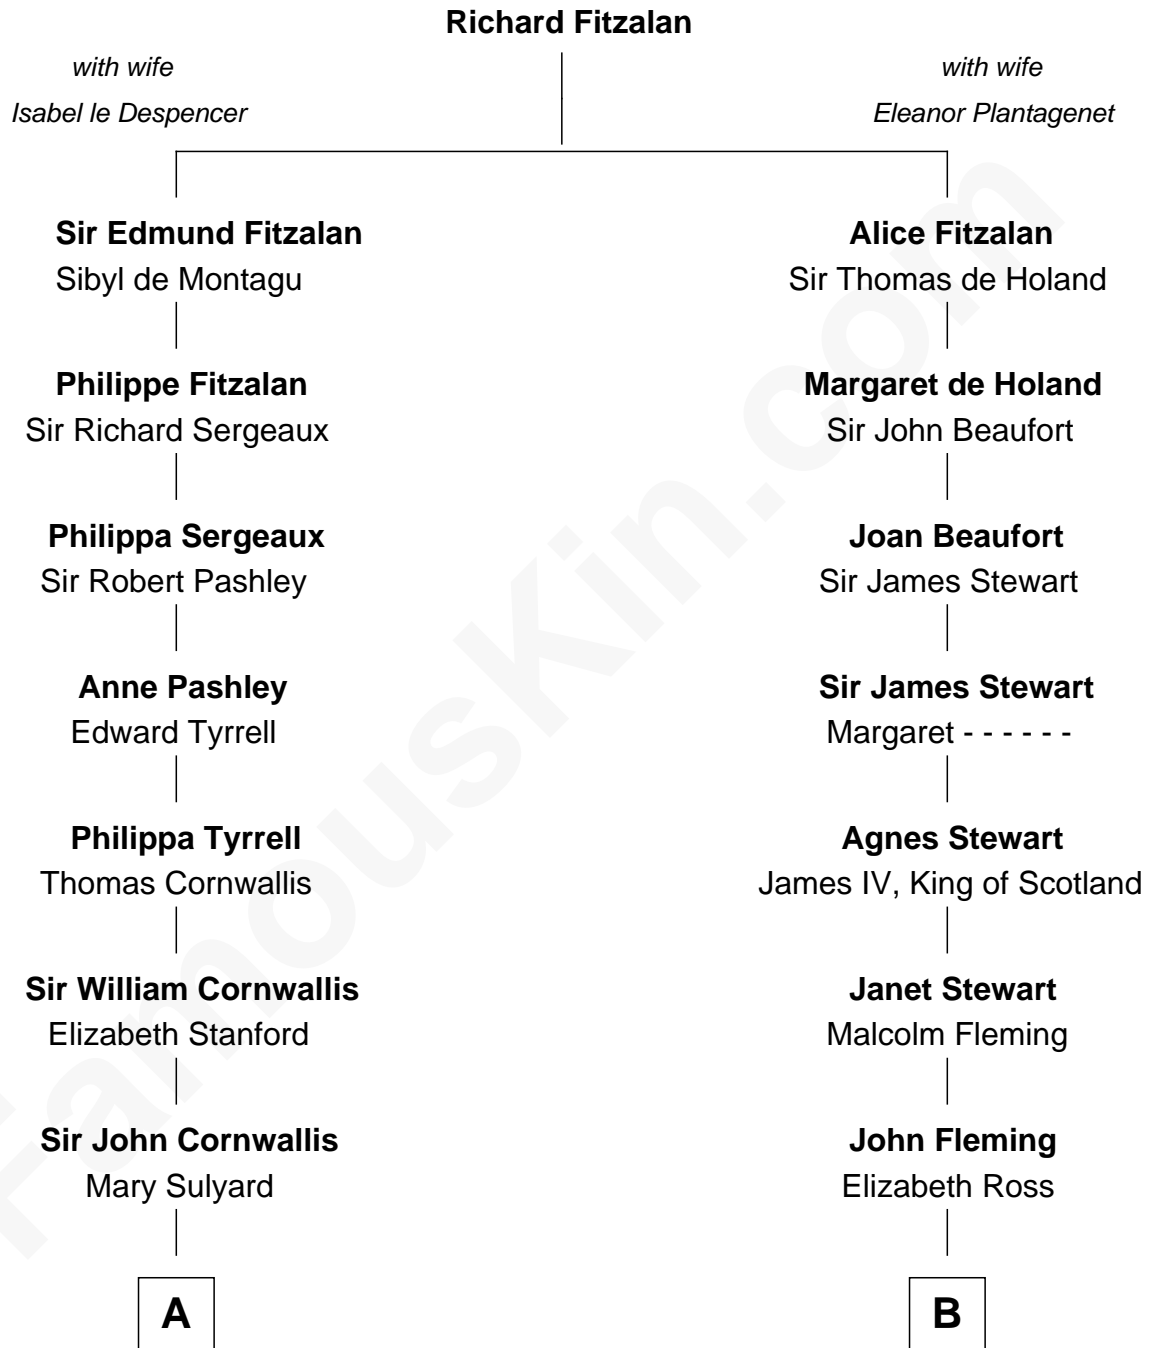 Richard Fitzalan
with wife
Isabel le Despencer
with wife
Eleanor Plantagenet
Sir Edmund Fitzalan
Sibyl de Montagu
Alice Fitzalan
Sir Thomas de Holand
Philippe Fitzalan
Sir Richard Sergeaux
Margaret de Holand
Sir John Beaufort
Philippa Sergeaux
Sir Robert Pashley
Joan Beaufort
Sir James Stewart
Anne Pashley
Edward Tyrrell
Sir James Stewart
Margaret - - - - - -
Philippa Tyrrell
Thomas Cornwallis
Agnes Stewart
James IV, King of Scotland
Sir William Cornwallis
Elizabeth Stanford
Janet Stewart
Malcolm Fleming
Sir John Cornwallis
Mary Sulyard
John Fleming
Elizabeth Ross
A
B
FamousKin.com